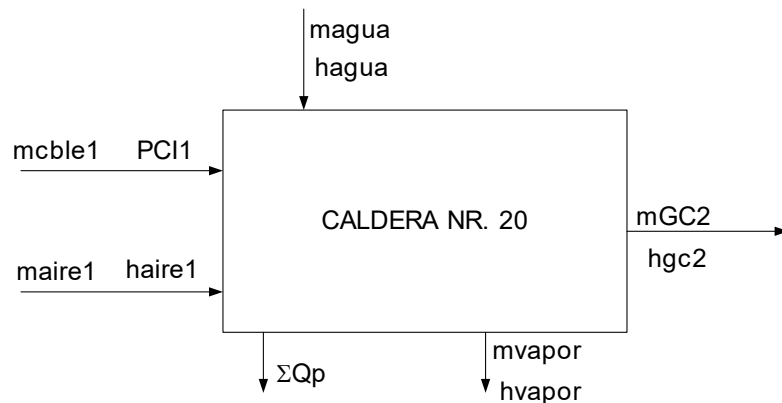 magua
hagua
mcble1 PCI1
CALDERA NR. 20
mGC2
hgc2
maire1 haire1
ΣQp
mvapor
hvapor